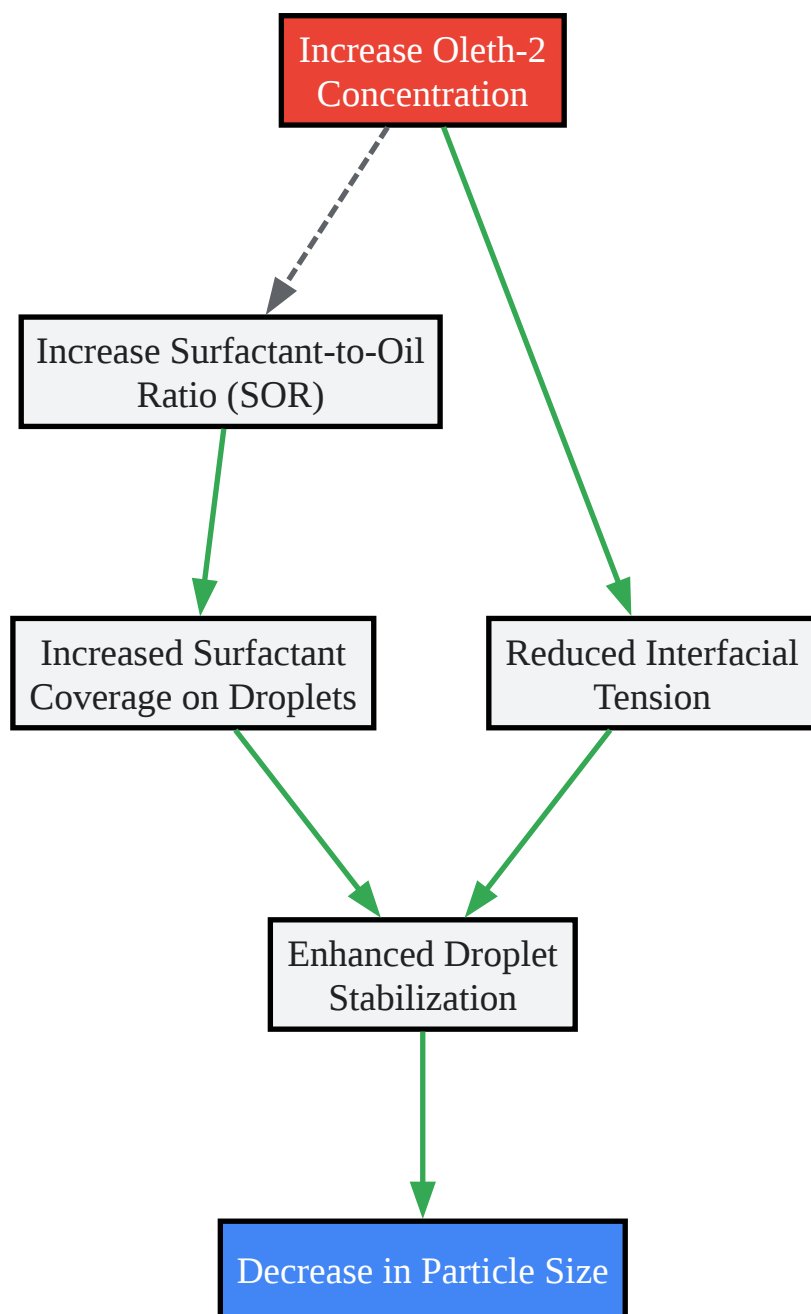 Increase Oleth-2
Concentration
Increase Surfactant-to-Oil
Ratio (SOR)
Increased Surfactant
Coverage on Droplets
Reduced Interfacial
Tension
Enhanced Droplet
Stabilization
Decrease in Particle Size